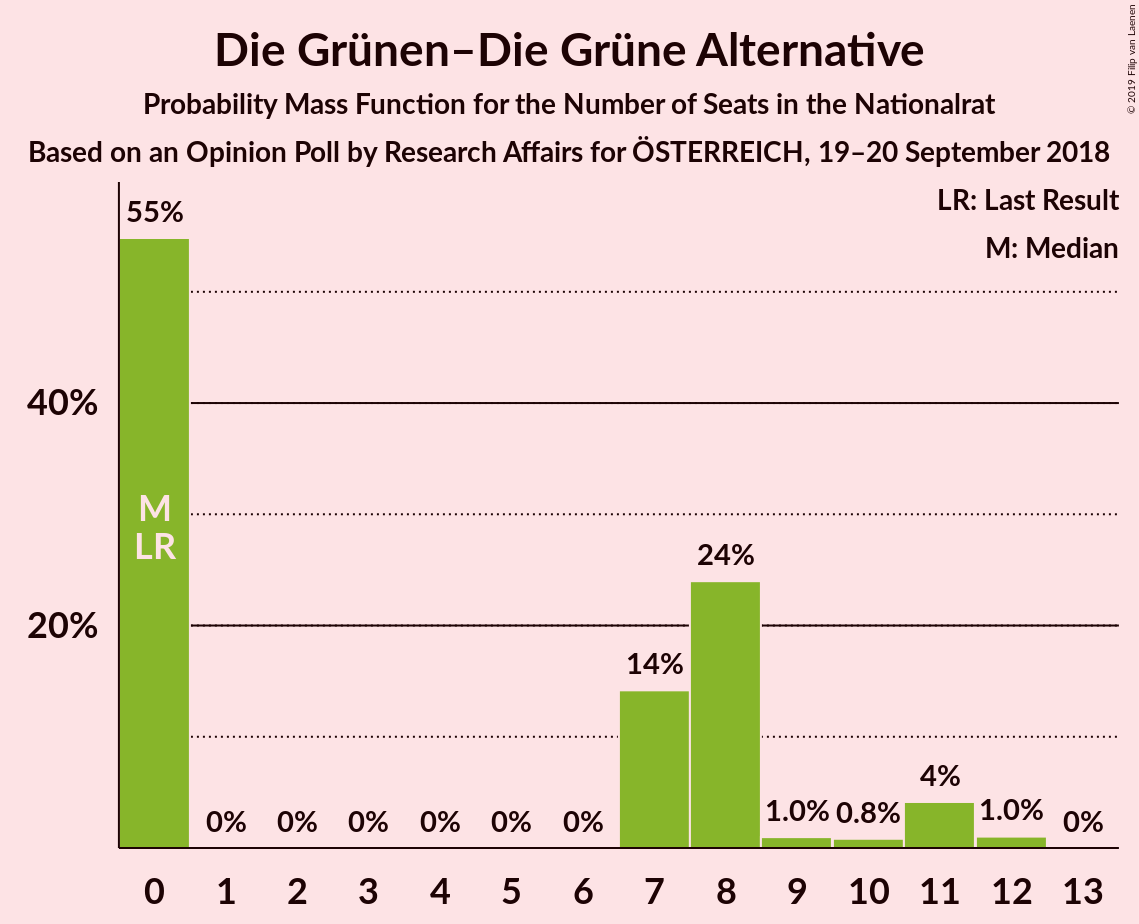 Die Grünen–Die Grüne Alternative
Probability Mass Function for the Number of Seats in the Nationalrat
Based on an Opinion Poll by Research Affairs for ÖSTERREICH, 19–20 September 2018
© 2019 Filip van Laenen
LR: Last Result
M: Median
55%
40%
M
LR
24%
20%
14%
4%
0% 0% 0% 0% 0% 0% 1.0% 0.8% 1.0% 0%
0 1 2 3 4 5 6 7 8 9 10 11 12 13